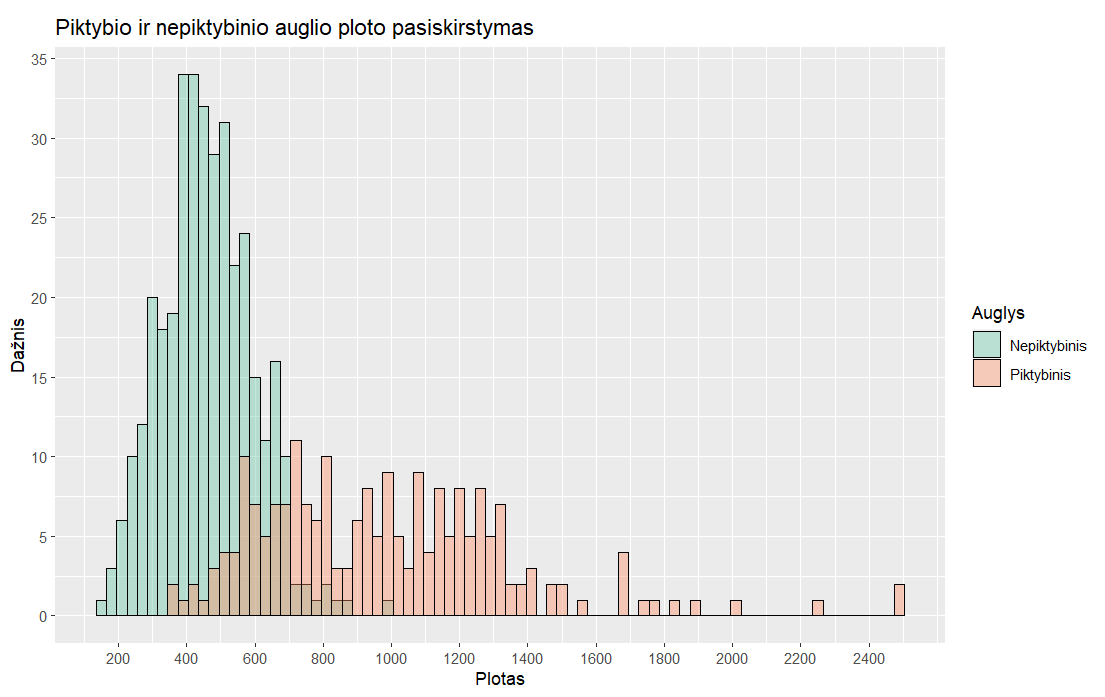 Piktybio ir nepiktybinio auglio ploto pasiskirstymas
35
30
25
20
15
10
5
0
Dažnis
200 400 600 800 1000 1200 1400 1600 1800 2000 2200 2400
Plotas
Auglys
Nepiktybinis
Piktybinis